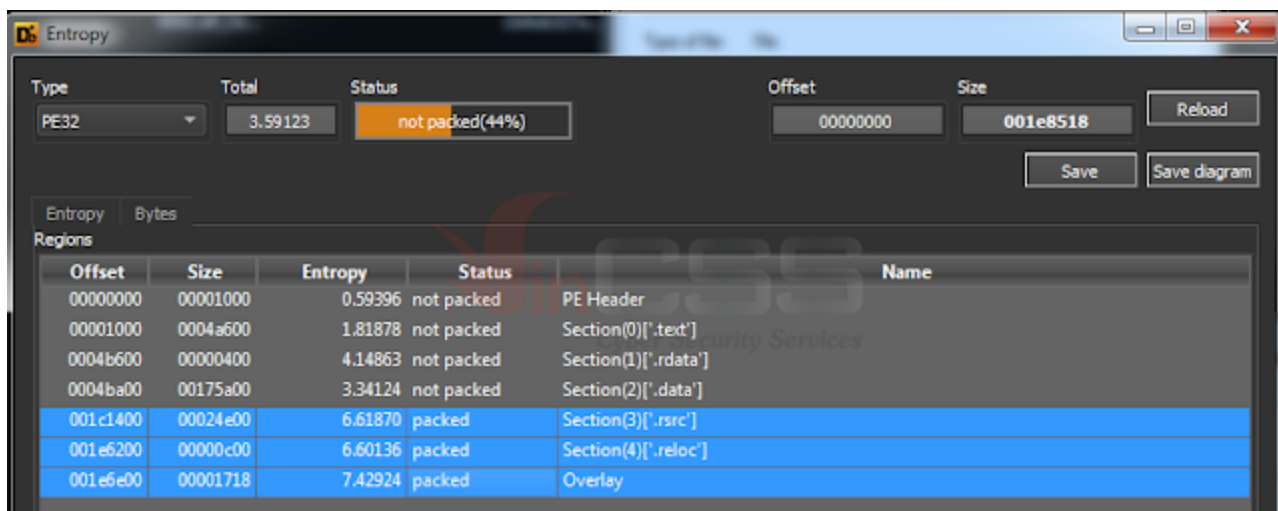 Entropy
Type Total Status Offset Size
PE32 3.59123 not packed(44%) 00000000 001e8518 Reload
Save Save diagram
Entropy Bytes
Regions
Offset Size Entropy Status Name
00000000 00001000 0.59396 not packed PE Header
00001000 0004a600 1.81878 not packed Section(0)['.text']
0004b600 00000400 4.14863 not packed Section(1)['.rdata']
0004ba00 00175a00 3.34124 not packed Section(2)['.data']
001c1400 00024e00 6.61870 packed Section(3)['.rsrc']
001e6200 00000c00 6.60136 packed Section(4)['.reloc']
001e6e00 00001718 7.42924 packed Overlay
inCSS
Cyber Security Services